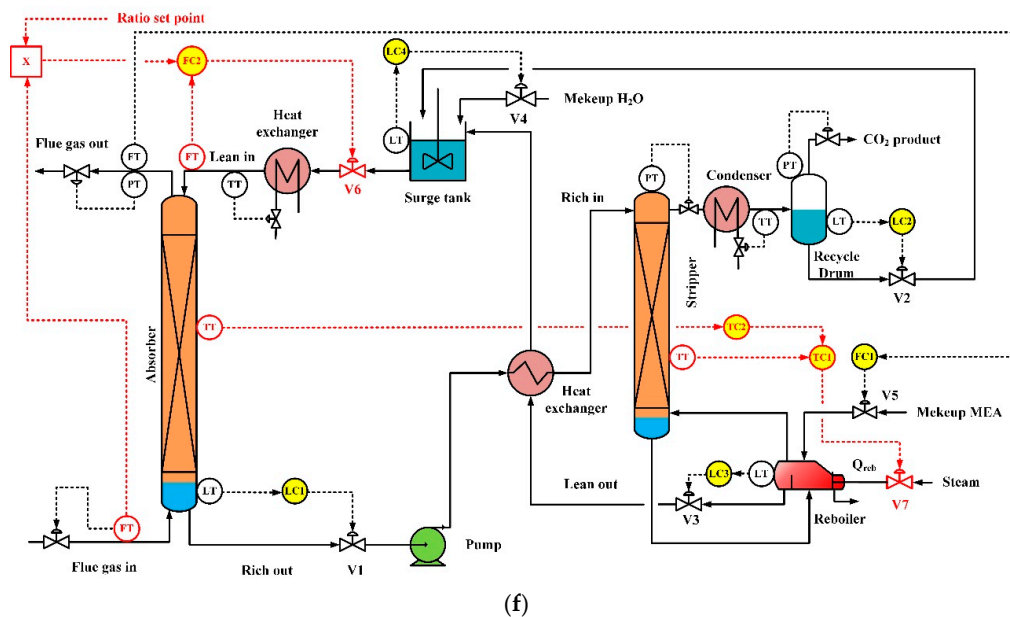 Ratio set point
X
FC2
LC4
Mekeup H₂O
V4
Heat
exchanger
Flue gas out
FT
PT
Lean in
FT
TT
V6
LT
Surge tank
Rich in
PT
Condenser
TT
PT
CO₂ product
LT
LC2
Recycle
Drum
V2
Stripper
Absorber
TT
TC2
TT
TC1
FC1
V5
Mekeup MEA
Heat
exchanger
LT
LC1
V1
Pump
Lean out
LC3
LT
V3
Qreb
Reboiler
V7
Steam
FT
Flue gas in
Rich out
(f)